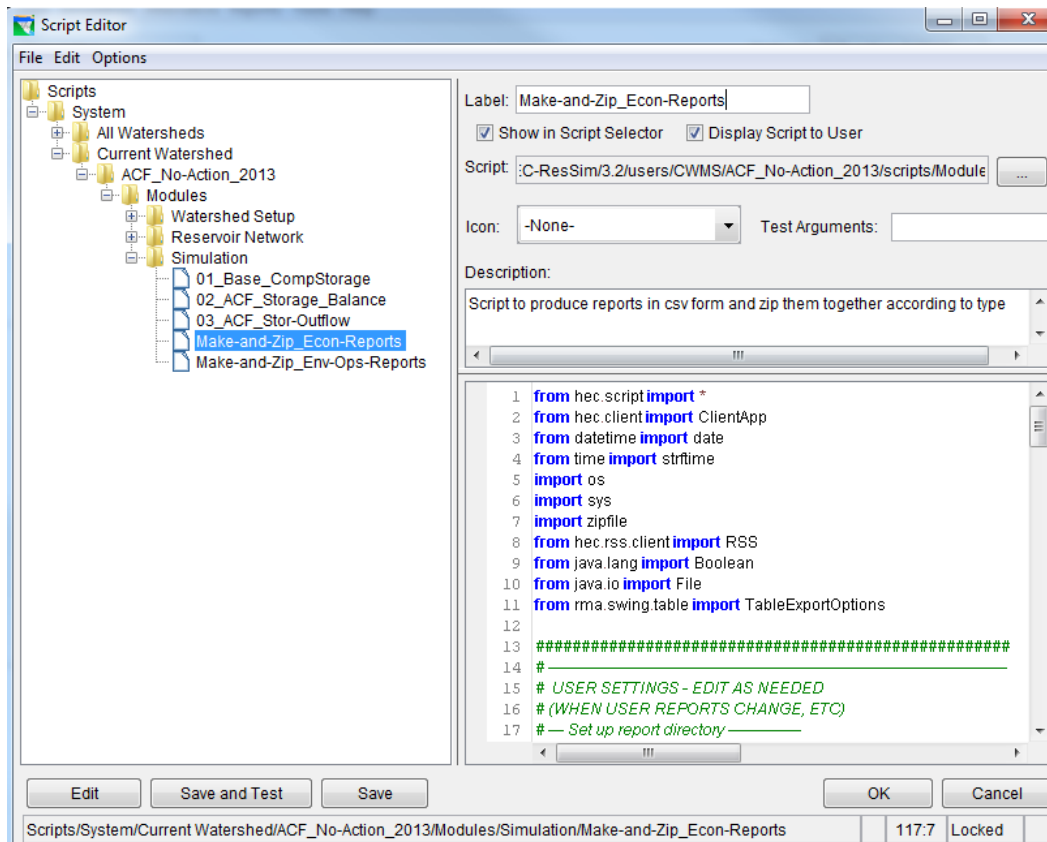 Script Editor
File Edit Options
Scripts
System
All Watersheds
Current Watershed
ACF_No-Action_2013
Modules
Watershed Setup
Reservoir Network
Simulation
01_Base_CompStorage
02_ACF_Storage_Balance
03_ACF_Stor-Outflow
Make-and-Zip_Econ-Reports
Make-and-Zip_Env-Ops-Reports
Label: Make-and-Zip_Econ-Reports
Show in Script Selector Display Script to User
Script: :C-ResSim/3.2/users/CWMS/ACF_No-Action_2013/scripts/Module ...
Icon: -None- Test Arguments:
Description:
Script to produce reports in csv form and zip them together according to type
1 from hec.script import *
2 from hec.client import ClientApp
3 from datetime import date
4 from time import strftime
5 import os
6 import sys
7 import zipfile
8 from hec.rss.client import RSS
9 from java.lang import Boolean
10 from java.io import File
11 from rma.swing.table import TableExportOptions
12
13 ####################################################
14 # ——————————————————————————
15 # USER SETTINGS - EDIT AS NEEDED
16 # (WHEN USER REPORTS CHANGE, ETC)
17 # — Set up report directory ————
Edit Save and Test Save OK Cancel
Scripts/System/Current Watershed/ACF_No-Action_2013/Modules/Simulation/Make-and-Zip_Econ-Reports 117:7 Locked